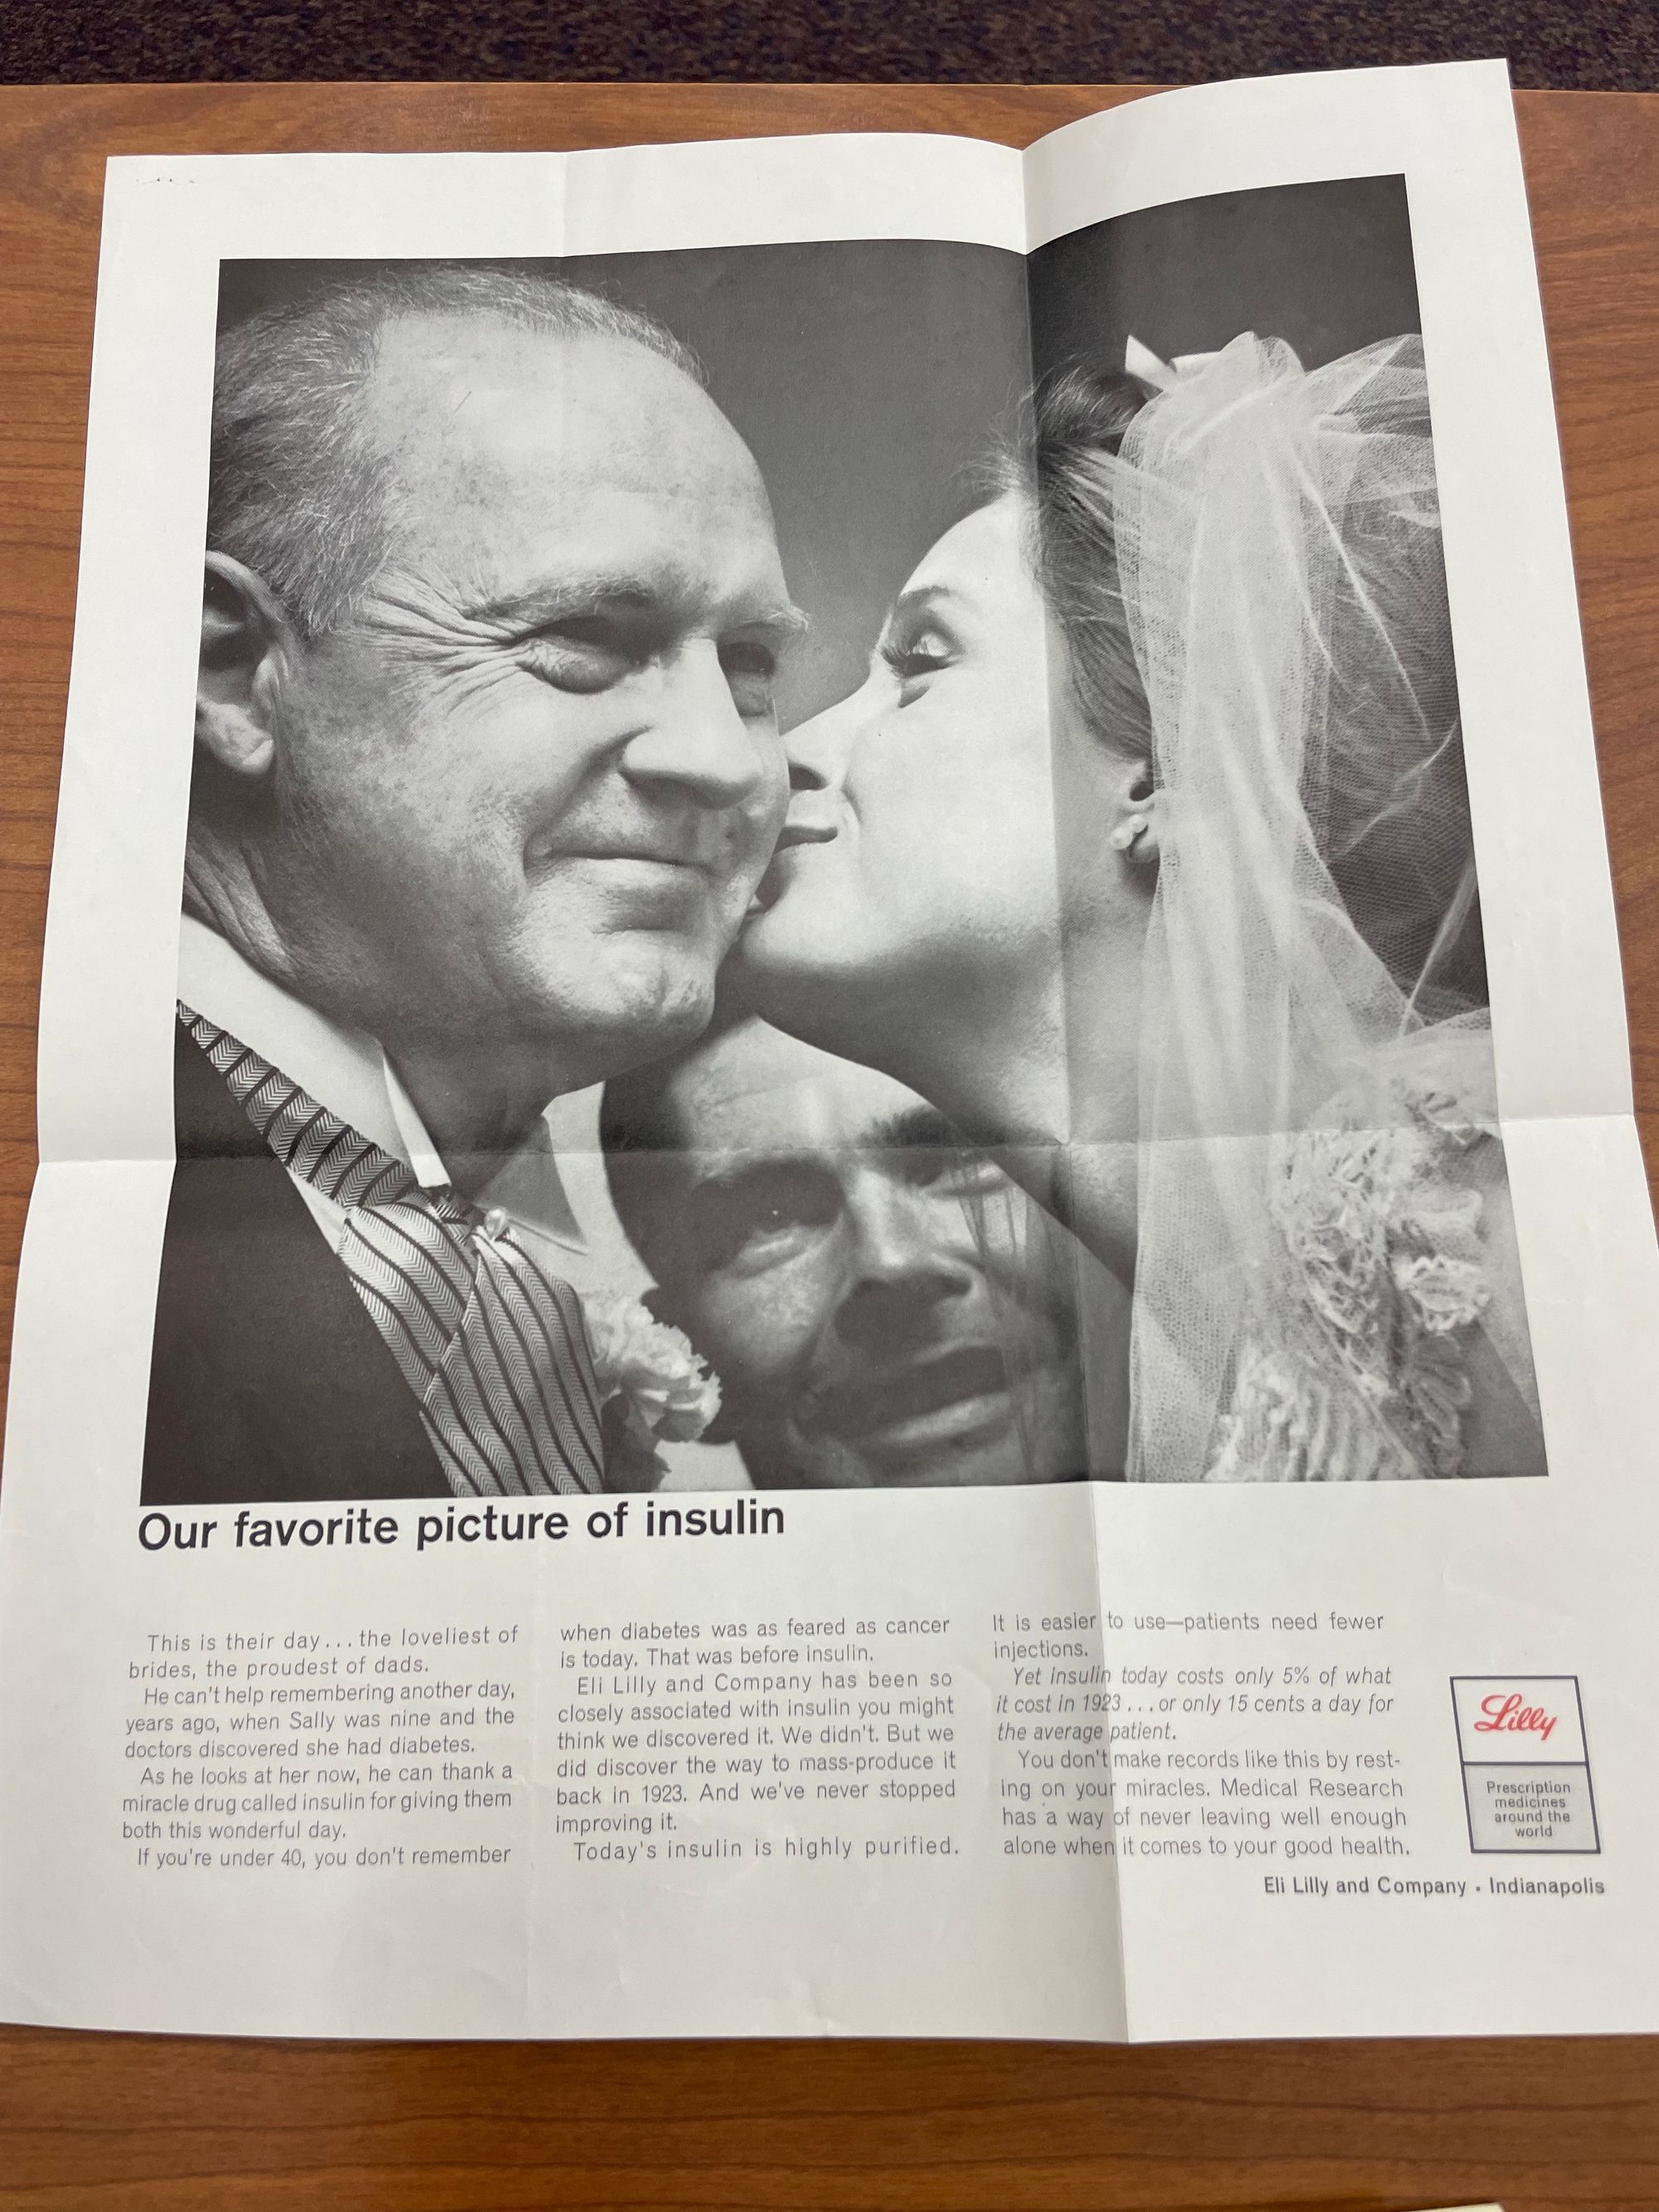 Our favorite picture of insulin
This is their day...the loveliest of
brides, the proudest of dads.
He can't help remembering another day,
years ago, when Sally was nine and the
doctors discovered she had diabetes.
As he looks at her now, he can thank a
miracle drug called insulin for giving them
both this wonderful day.
If you're under 40, you don't remember
when diabetes was as feared as cancer
is today. That was before insulin.
Eli Lilly and Company has been so
closely associated with insulin you might
think we discovered it. We didn't. But we
did discover the way to mass-produce it
back in 1923. And we've never stopped
improving it.
Today's insulin is highly purified.
It is easier to use—patients need fewer
injections.
Yet insulin today costs only 5% of what
it cost in 1923...or only 15 cents a day for
the average patient.
You don't make records like this by rest-
ing on your miracles. Medical Research
has a way of never leaving well enough
alone when it comes to your good health.
Lilly
Prescription
medicines
around the
world
Eli Lilly and Company • Indianapolis